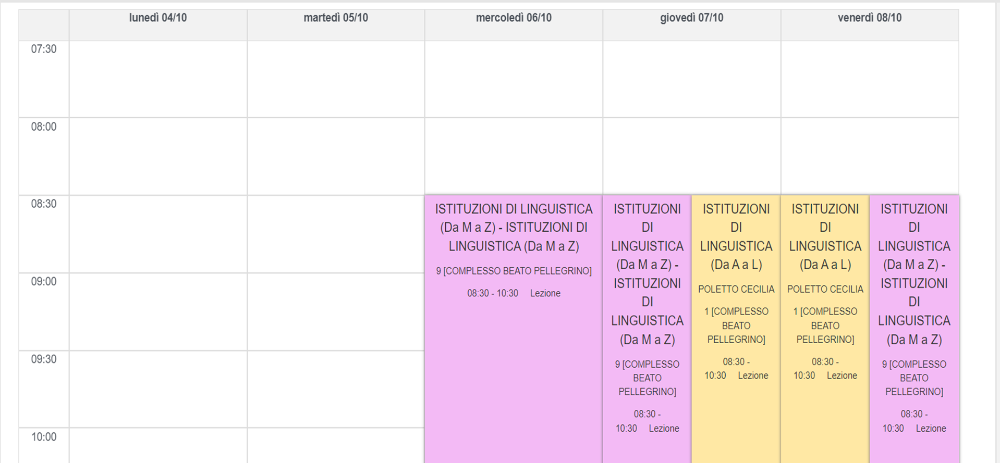 lunedì 04/10
martedì 05/10
mercoledì 06/10
giovedì 07/10
venerdì 08/10
07:30
08:00
08:30
09:00
09:30
10:00
ISTITUZIONI DI LINGUISTICA
(Da M a Z) - ISTITUZIONI DI
LINGUISTICA (Da M a Z)
9 [COMPLESSO BEATO PELLEGRINO]
08:30 - 10:30 Lezione
ISTITUZIONI
DI
LINGUISTICA
(Da M a Z) -
ISTITUZIONI
DI
LINGUISTICA
(Da M a Z)
9 [COMPLESSO
BEATO
PELLEGRINO]
08:30 -
10:30 Lezione
ISTITUZIONI
DI
LINGUISTICA
(Da A a L)
POLETTO CECILIA
1 [COMPLESSO
BEATO
PELLEGRINO]
08:30 -
10:30 Lezione
ISTITUZIONI
DI
LINGUISTICA
(Da A a L)
POLETTO CECILIA
1 [COMPLESSO
BEATO
PELLEGRINO]
08:30 -
10:30 Lezione
ISTITUZIONI
DI
LINGUISTICA
(Da M a Z) -
ISTITUZIONI
DI
LINGUISTICA
(Da M a Z)
9 [COMPLESSO
BEATO
PELLEGRINO]
08:30 -
10:30 Lezione